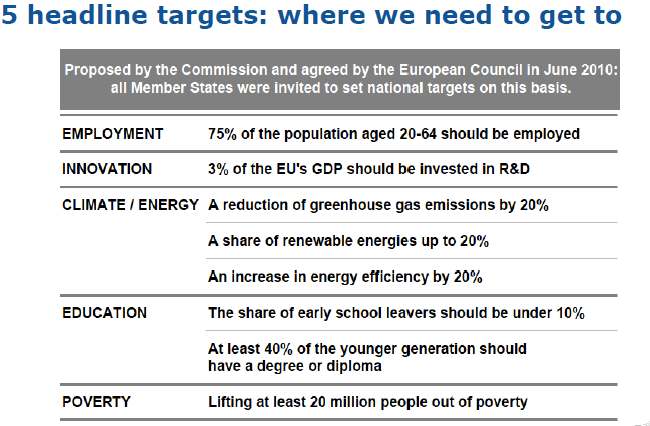 5 headline targets: where we need to get to
Proposed by the Commission and agreed by the European Council in June 2010:
all Member States were invited to set national targets on this basis.
EMPLOYMENT 75% of the population aged 20-64 should be employed
INNOVATION 3% of the EU's GDP should be invested in R&D
CLIMATE / ENERGY A reduction of greenhouse gas emissions by 20%
A share of renewable energies up to 20%
An increase in energy efficiency by 20%
EDUCATION The share of early school leavers should be under 10%
At least 40% of the younger generation should
have a degree or diploma
POVERTY Lifting at least 20 million people out of poverty